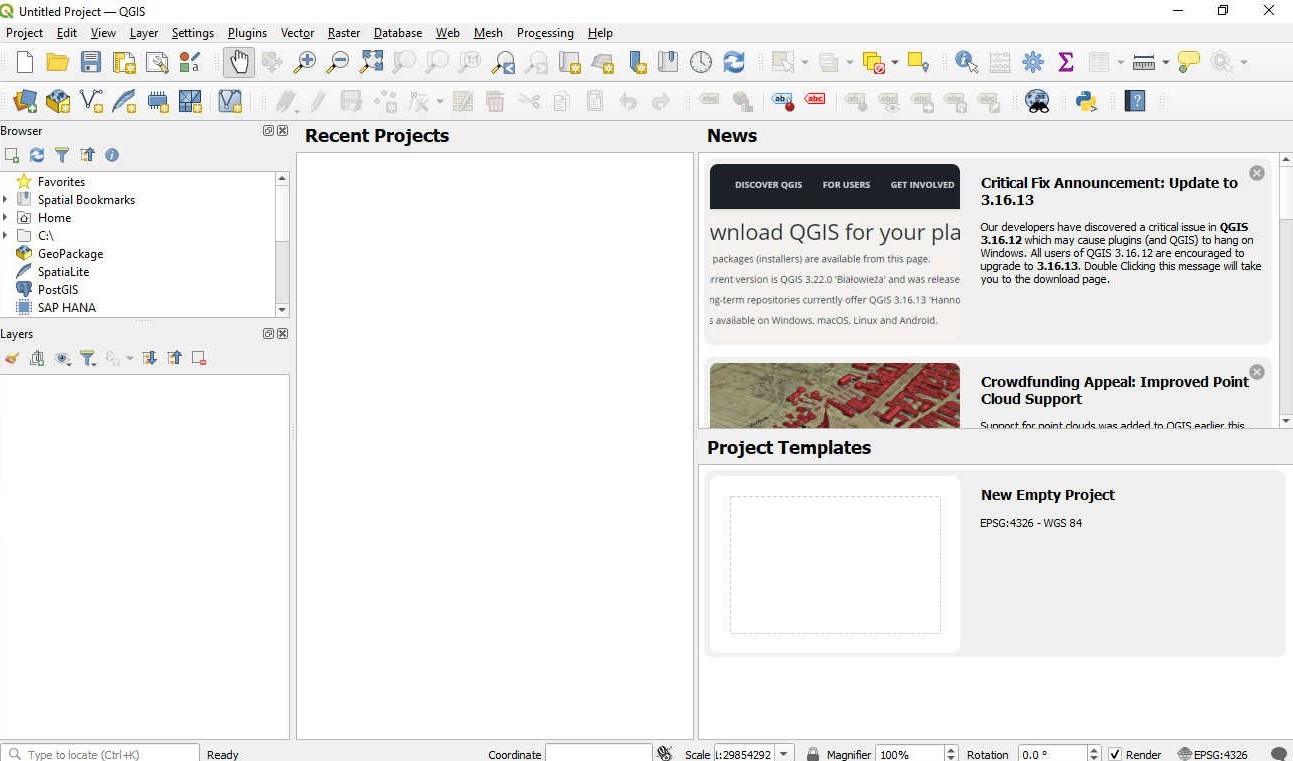 Untitled Project — QGIS
Project Edit View Layer Settings Plugins Vector Raster Database Web Mesh Processing Help
Browser
Favorites
Spatial Bookmarks
Home
C:\
GeoPackage
SpatiaLite
PostGIS
SAP HANA
Layers
Recent Projects
News
DISCOVER QGIS FOR USERS GET INVOLVED
wnload QGIS for your pla
packages (installers) are available from this page.
rrent version is QGIS 3.22.0 'Białowieża' and was release
ng-term repositories currently offer QGIS 3.16.13 'Hanno
s available on Windows, macOS, Linux and Android.
Critical Fix Announcement: Update to
3.16.13
Our developers have discovered a critical issue in QGIS
3.16.12 which may cause plugins (and QGIS) to hang on
Windows. All users of QGIS 3.16.12 are encouraged to
upgrade to 3.16.13. Double Clicking this message will take
you to the download page.
Crowdfunding Appeal: Improved Point
Cloud Support
Support for point clouds was added to QGIS earlier this
Project Templates
New Empty Project
EPSG:4326 - WGS 84
Type to locate (Ctrl+K) Ready Coordinate Scale 1:29854292 Magnifier 100% Rotation 0.0 ° Render EPSG:4326